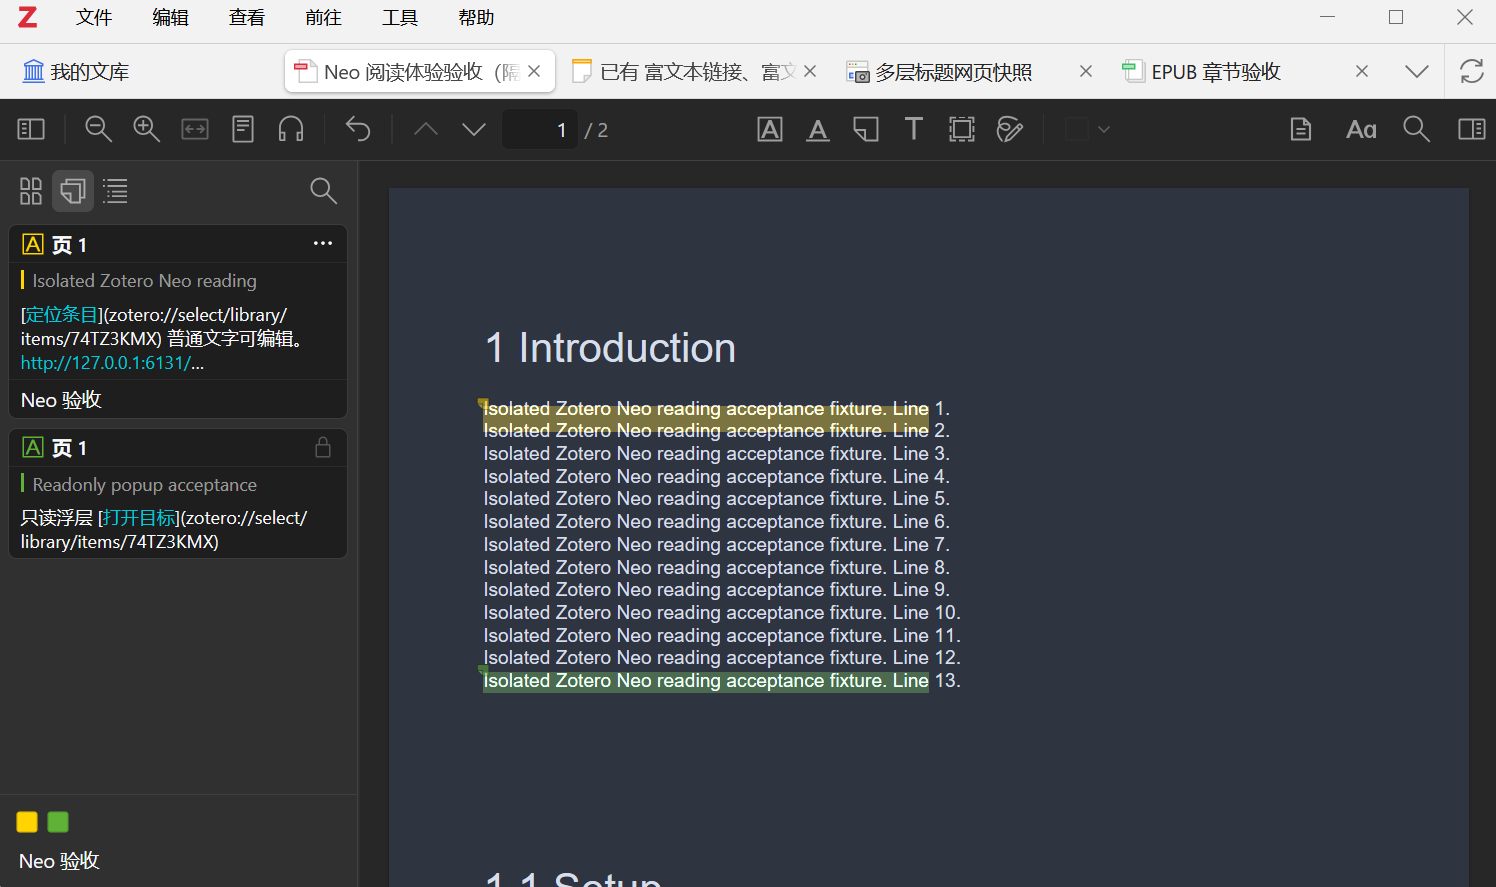 文件 编辑 查看 前往 工具 帮助
我的文库
Neo 阅读体验验收（隔
已有 富文本链接、富文
多层标题网页快照
EPUB 章节验收
1 / 2
Aa
页 1
Isolated Zotero Neo reading
[定位条目](zotero://select/library/
items/74TZ3KMX) 普通文字可编辑。
http://127.0.0.1:6131/...
Neo 验收
页 1
Readonly popup acceptance
只读浮层 [打开目标](zotero://select/
library/items/74TZ3KMX)
Neo 验收
1 Introduction
Isolated Zotero Neo reading acceptance fixture. Line 1.
Isolated Zotero Neo reading acceptance fixture. Line 2.
Isolated Zotero Neo reading acceptance fixture. Line 3.
Isolated Zotero Neo reading acceptance fixture. Line 4.
Isolated Zotero Neo reading acceptance fixture. Line 5.
Isolated Zotero Neo reading acceptance fixture. Line 6.
Isolated Zotero Neo reading acceptance fixture. Line 7.
Isolated Zotero Neo reading acceptance fixture. Line 8.
Isolated Zotero Neo reading acceptance fixture. Line 9.
Isolated Zotero Neo reading acceptance fixture. Line 10.
Isolated Zotero Neo reading acceptance fixture. Line 11.
Isolated Zotero Neo reading acceptance fixture. Line 12.
Isolated Zotero Neo reading acceptance fixture. Line 13.
1.1 Setup